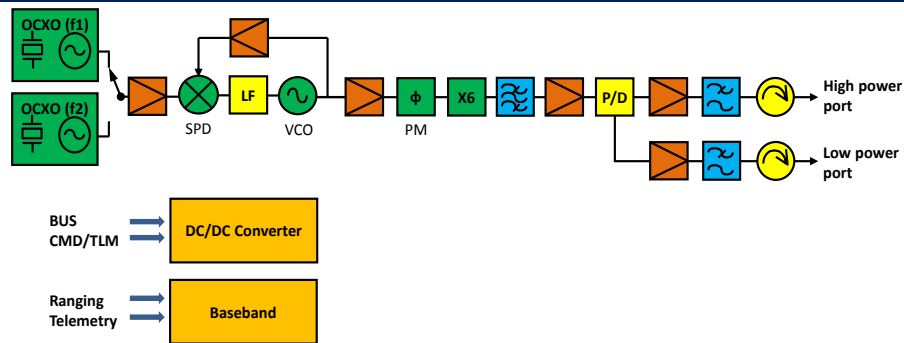 OCXO (f1)
OCXO (f2)
SPD
LF
VCO
ϕ
PM
X6
P/D
High power
port
Low power
port
BUS
CMD/TLM
DC/DC Converter
Ranging
Telemetry
Baseband